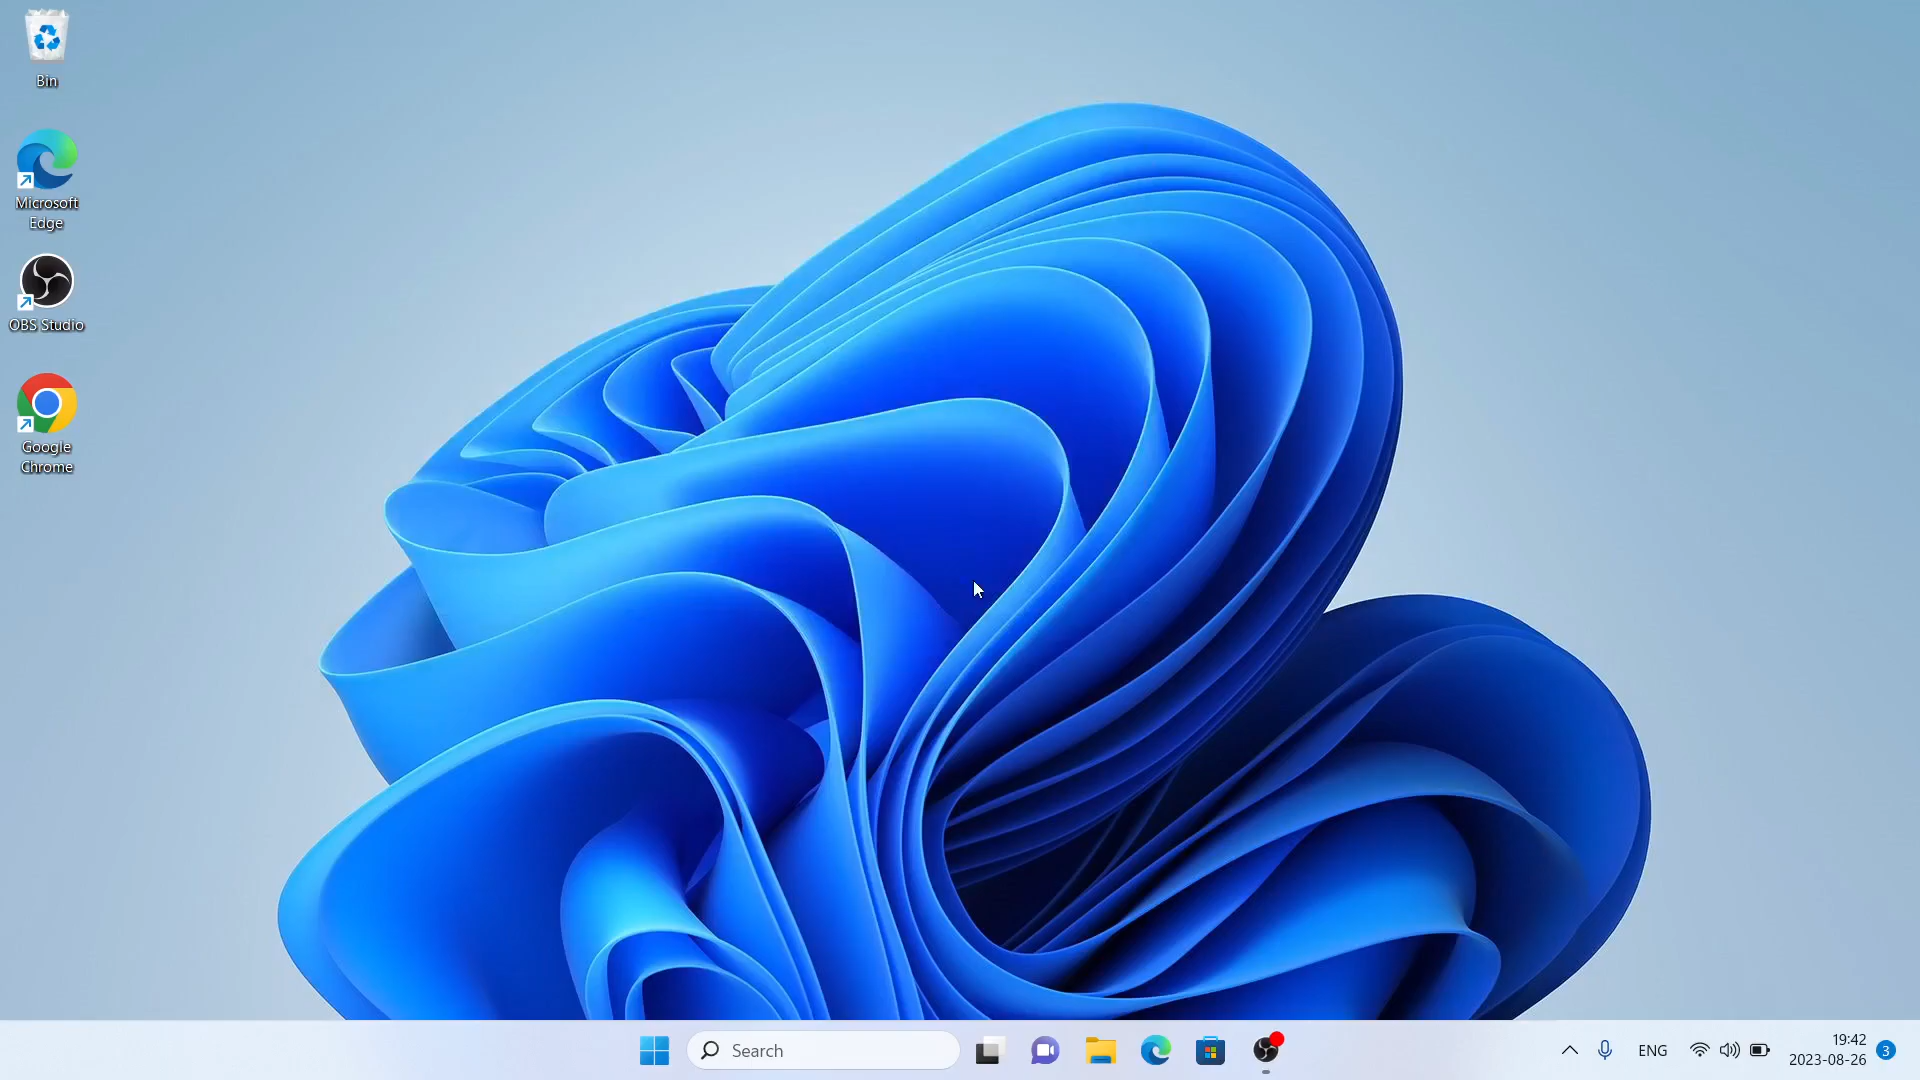 Bin
Microsoft
Edge
OBS Studio
Google
Chrome
Search
ENG
19:42
2023-08-26
3